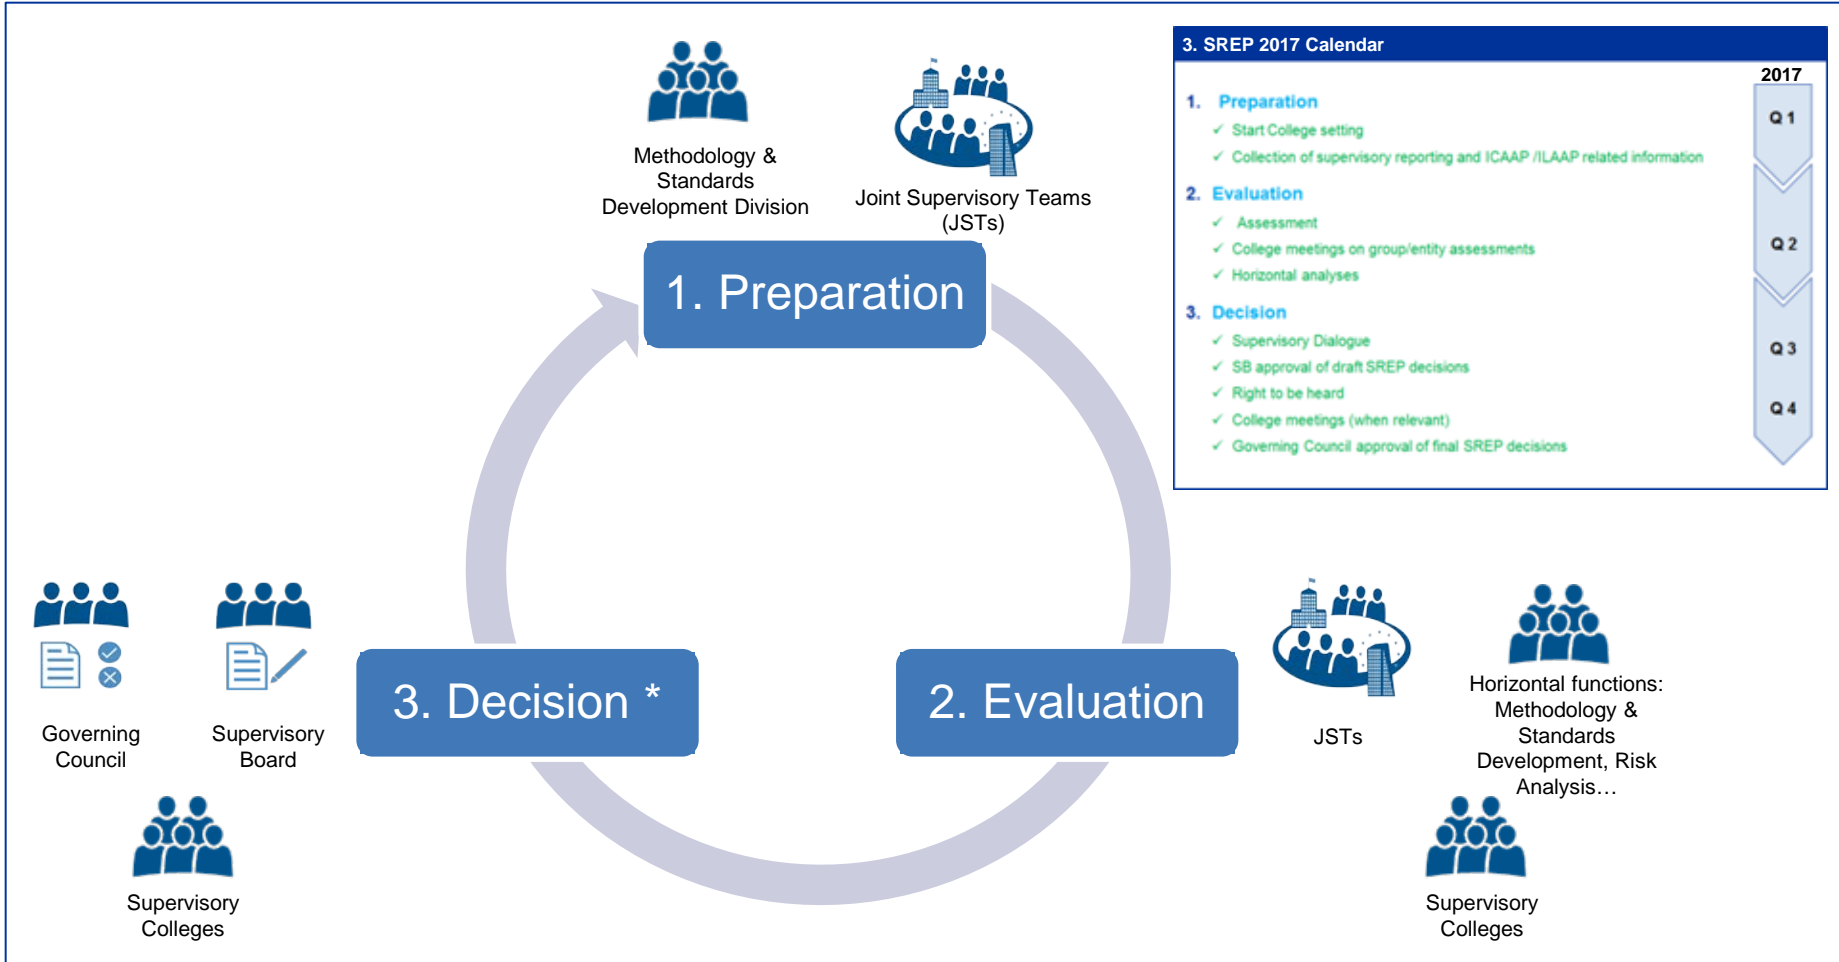 Methodology &
Standards
Development Division
Joint Supervisory Teams
(JSTs)
3. SREP 2017 Calendar
2017
1. Preparation
✓ Start College setting
✓ Collection of supervisory reporting and ICAAP /ILAAP related information
Q 1
2. Evaluation
✓ Assessment
✓ College meetings on group/entity assessments
✓ Horizontal analyses
Q 2
3. Decision
✓ Supervisory Dialogue
✓ SB approval of draft SREP decisions
✓ Right to be heard
✓ College meetings (when relevant)
✓ Governing Council approval of final SREP decisions
Q 3
Q 4
1. Preparation
2. Evaluation
JSTs
Horizontal functions:
Methodology &
Standards
Development, Risk
Analysis…
Supervisory
Colleges
3. Decision *
Governing
Council
Supervisory
Board
Supervisory
Colleges